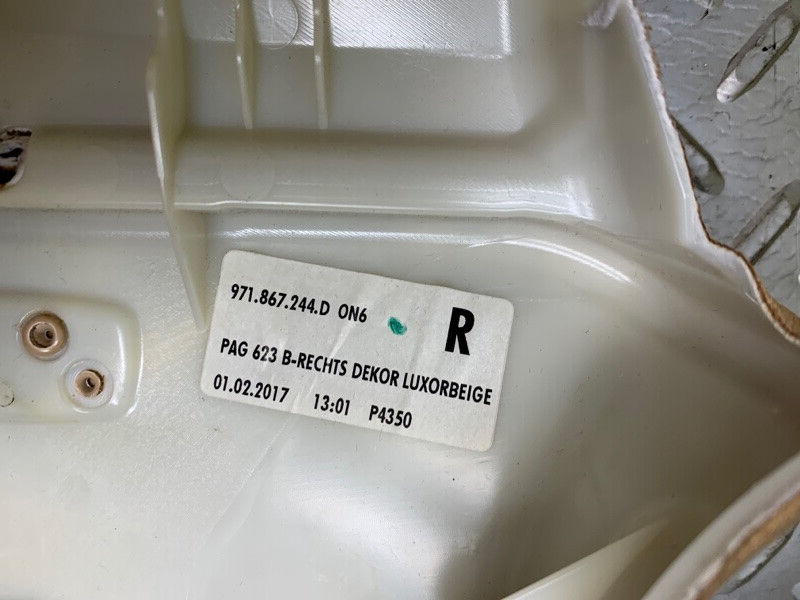 971.867.244.D ON6
R
PAG 623 B-RECHTS DEKOR LUXORBEIGE
01.02.2017 13:01 P4350